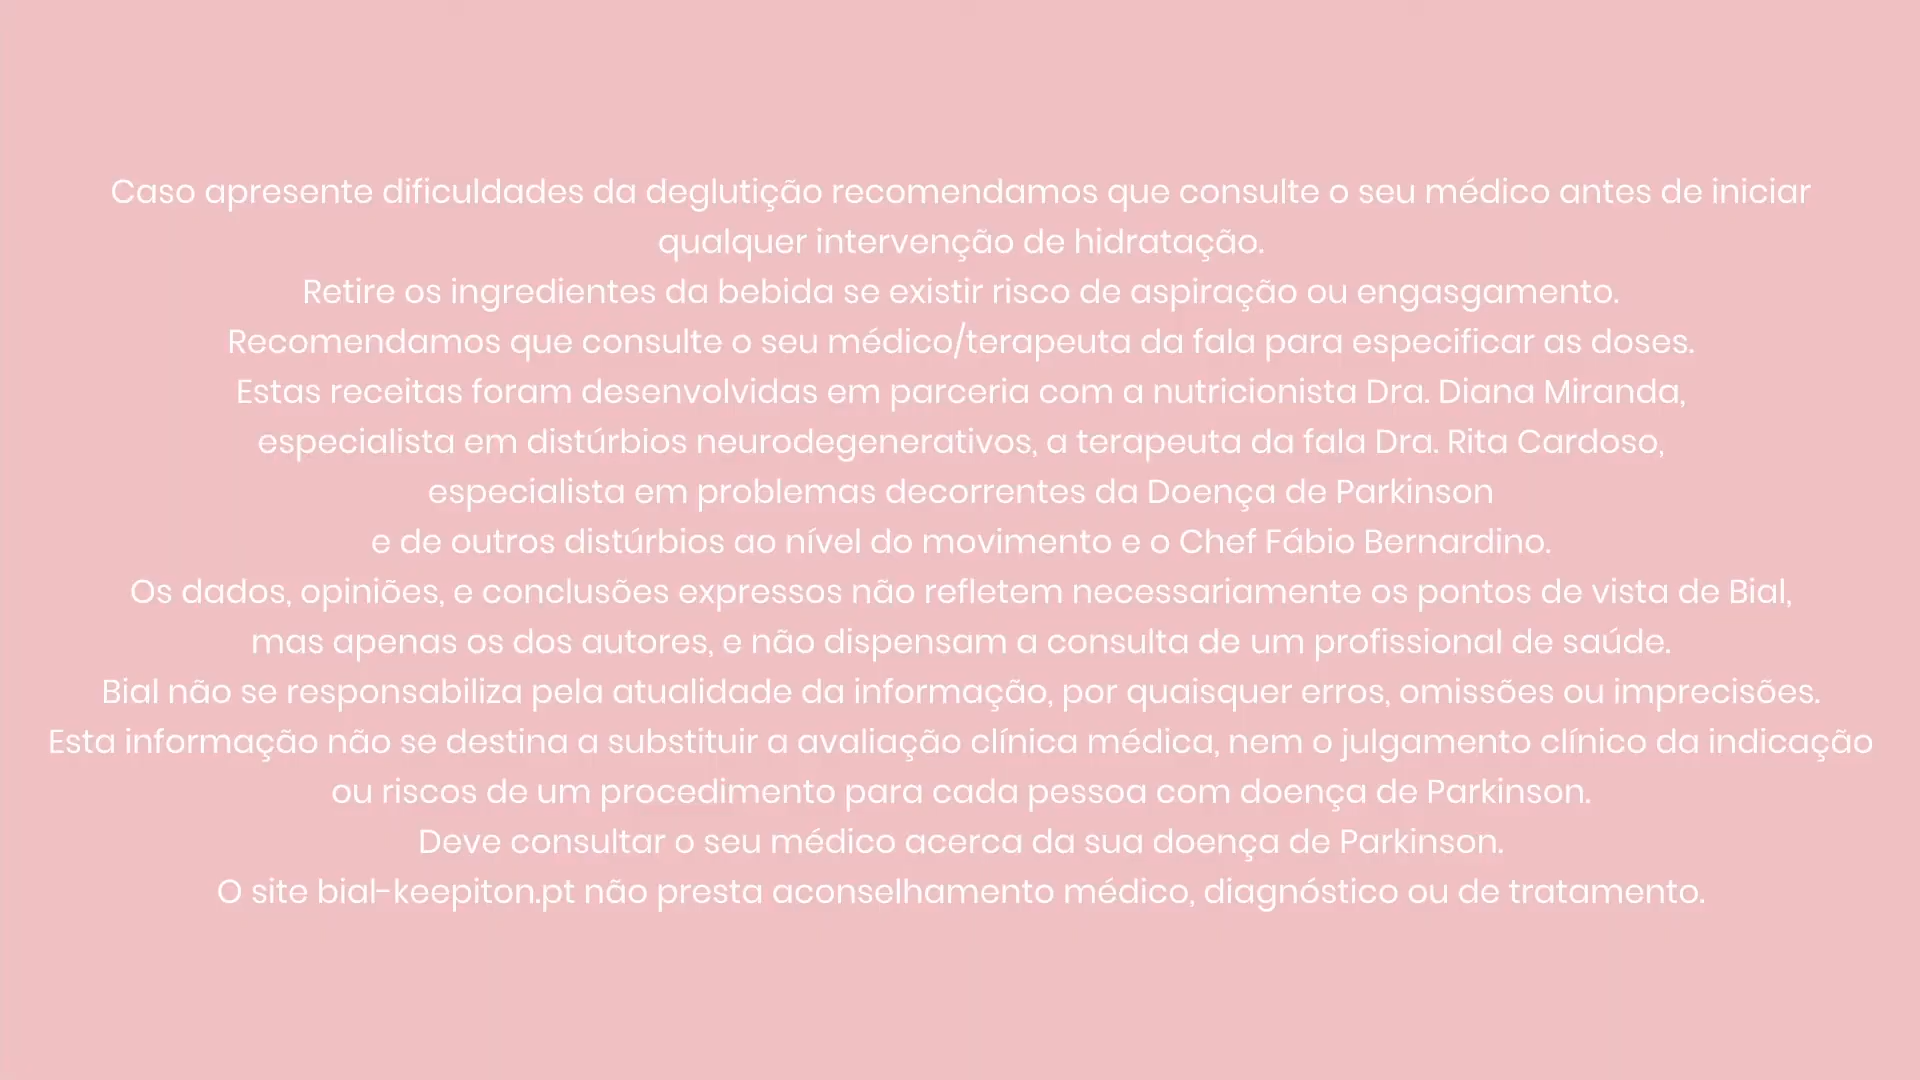 Caso apresente dificuldades da deglutição recomendamos que consulte o seu médico antes de iniciar
qualquer intervenção de hidratação.
Retire os ingredientes da bebida se existir risco de aspiração ou engasgamento.
Recomendamos que consulte o seu médico/terapeuta da fala para especificar as doses.
Estas receitas foram desenvolvidas em parceria com a nutricionista Dra. Diana Miranda,
especialista em distúrbios neurodegenerativos, a terapeuta da fala Dra. Rita Cardoso,
especialista em problemas decorrentes da Doença de Parkinson
e de outros distúrbios ao nível do movimento e o Chef Fábio Bernardino.
Os dados, opiniões, e conclusões expressos não refletem necessariamente os pontos de vista de Bial,
mas apenas os dos autores, e não dispensam a consulta de um profissional de saúde.
Bial não se responsabiliza pela atualidade da informação, por quaisquer erros, omissões ou imprecisões.
Esta informação não se destina a substituir a avaliação clínica médica, nem o julgamento clínico da indicação
ou riscos de um procedimento para cada pessoa com doença de Parkinson.
Deve consultar o seu médico acerca da sua doença de Parkinson.
O site bial-keepiton.pt não presta aconselhamento médico, diagnóstico ou de tratamento.